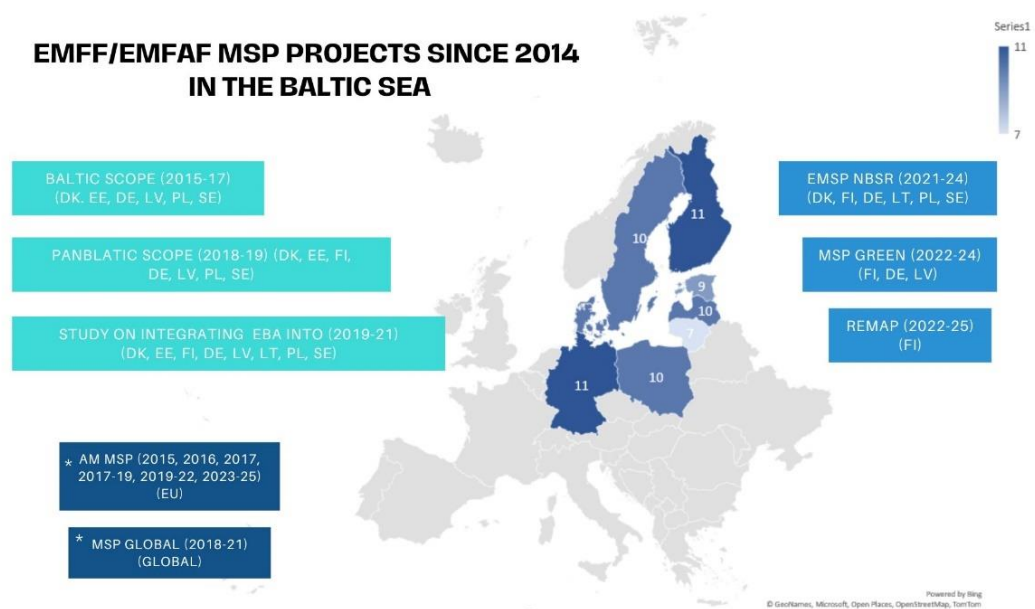 EMFF/EMFAF MSP PROJECTS SINCE 2014
IN THE BALTIC SEA
Series1
11
7
BALTIC SCOPE (2015-17)
(DK. EE, DE, LV, PL, SE)
PANBLATIC SCOPE (2018-19) (DK, EE, FI,
DE, LV, PL, SE)
STUDY ON INTEGRATING EBA INTO (2019-21)
(DK, EE, FI, DE, LV, LT, PL, SE)
* AM MSP (2015, 2016, 2017,
2017-19, 2019-22, 2023-25)
(EU)
* MSP GLOBAL (2018-21)
(GLOBAL)
11
10
9
10
7
11
10
EMSP NBSR (2021-24)
(DK, FI, DE, LT, PL, SE)
MSP GREEN (2022-24)
(FI, DE, LV)
REMAP (2022-25)
(FI)
Powered by Bing
© GeoNames, Microsoft, Open Places, OpenStreetMap, TomTom